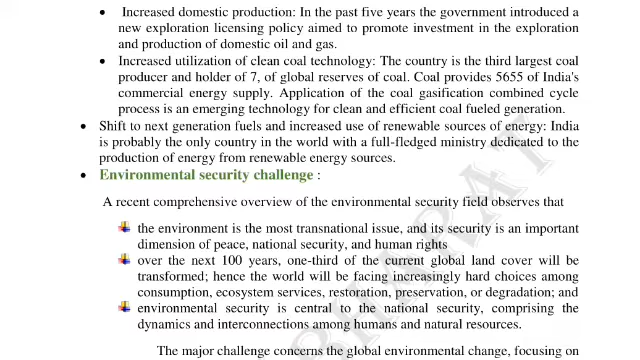 • Increased domestic production: In the past five years the government introduced a
new exploration licensing policy aimed to promote investment in the exploration
and production of domestic oil and gas.
• Increased utilization of clean coal technology: The country is the third largest coal
producer and holder of 7, of global reserves of coal. Coal provides 5655 of India's
commercial energy supply. Application of the coal gasification combined cycle
process is an emerging technology for clean and efficient coal fueled generation.
• Shift to next generation fuels and increased use of renewable sources of energy: India
is probably the only country in the world with a full-fledged ministry dedicated to the
production of energy from renewable energy sources.
• Environmental security challenge :
A recent comprehensive overview of the environmental security field observes that
the environment is the most transnational issue, and its security is an important
dimension of peace, national security, and human rights
over the next 100 years, one-third of the current global land cover will be
transformed; hence the world will be facing increasingly hard choices among
consumption, ecosystem services, restoration, preservation, or degradation; and
environmental security is central to the national security, comprising the
dynamics and interconnections among humans and natural resources.
The major challenge concerns the global environmental change, focusing on
BHARAT